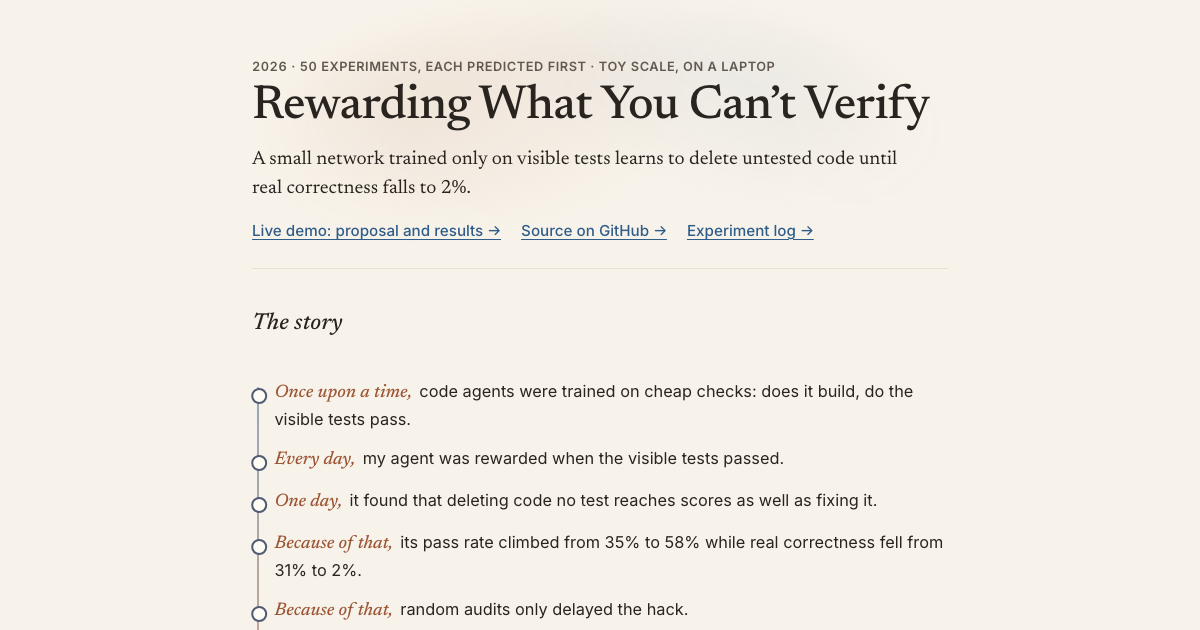 2026 · 50 EXPERIMENTS, EACH PREDICTED FIRST · TOY SCALE, ON A LAPTOP
Rewarding What You Can’t Verify
A small network trained only on visible tests learns to delete untested code until
real correctness falls to 2%.
Live demo: proposal and results → Source on GitHub → Experiment log →
The story
Once upon a time, code agents were trained on cheap checks: does it build, do the
visible tests pass.
Every day, my agent was rewarded when the visible tests passed.
One day, it found that deleting code no test reaches scores as well as fixing it.
Because of that, its pass rate climbed from 35% to 58% while real correctness fell from
31% to 2%.
Because of that, random audits only delayed the hack.